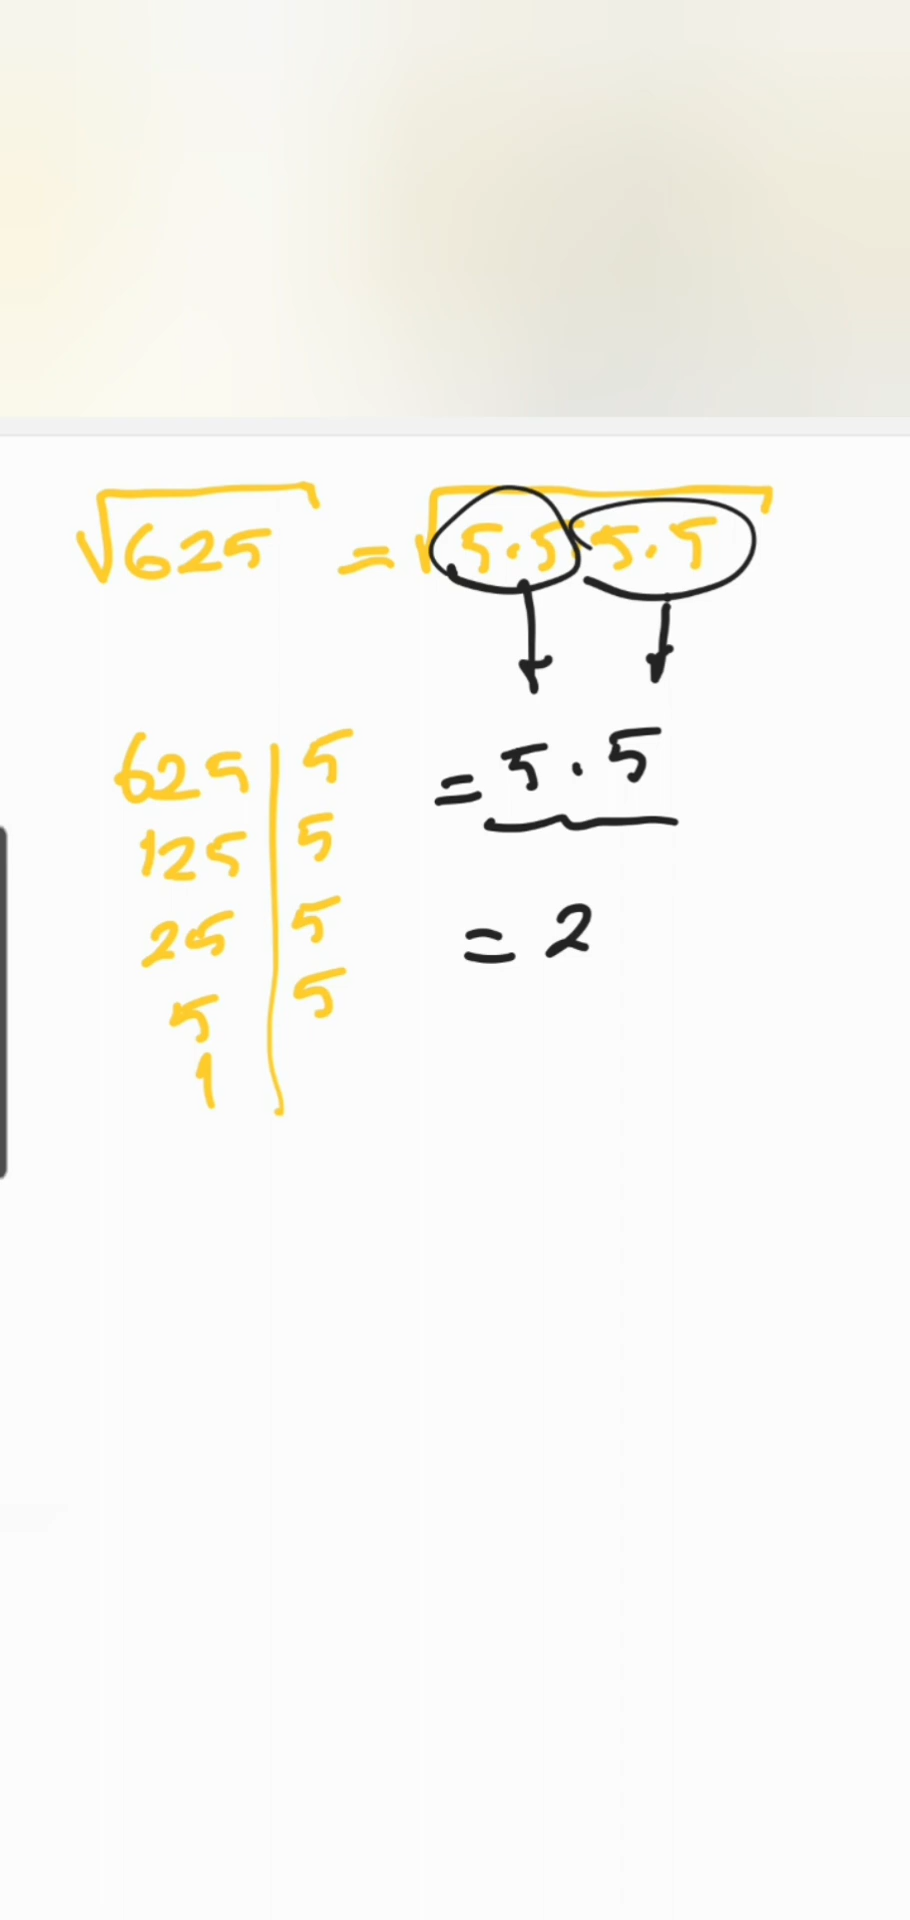 √625 = √5.5.5.5
625 | 5
125 | 5
25 | 5
5 | 5
1
= 5.5
= 2